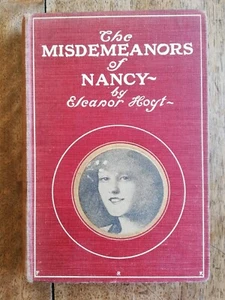 The
MISDEMEANORS
of
NANCY~
by
Eleanor Hoyt~